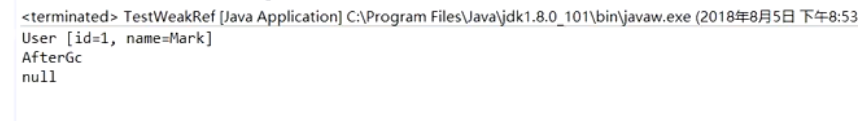 <terminated> TestWeakRef [Java Application] C:\Program Files\Java\jdk1.8.0_101\bin\javaw.exe (2018年8月5日 下午8:53
User [id=1, name=Mark]
AfterGc
null